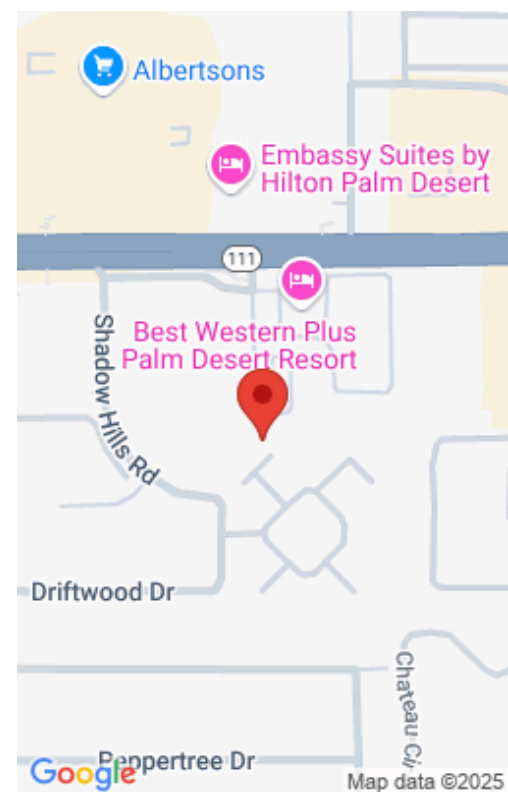 Albertsons
Embassy Suites by
Hilton Palm Desert
111
Best Western Plus
Palm Desert Resort
Shadow Hills Rd
Driftwood Dr
Chateau Cir
Peppertree Dr
Google
Map data ©2025